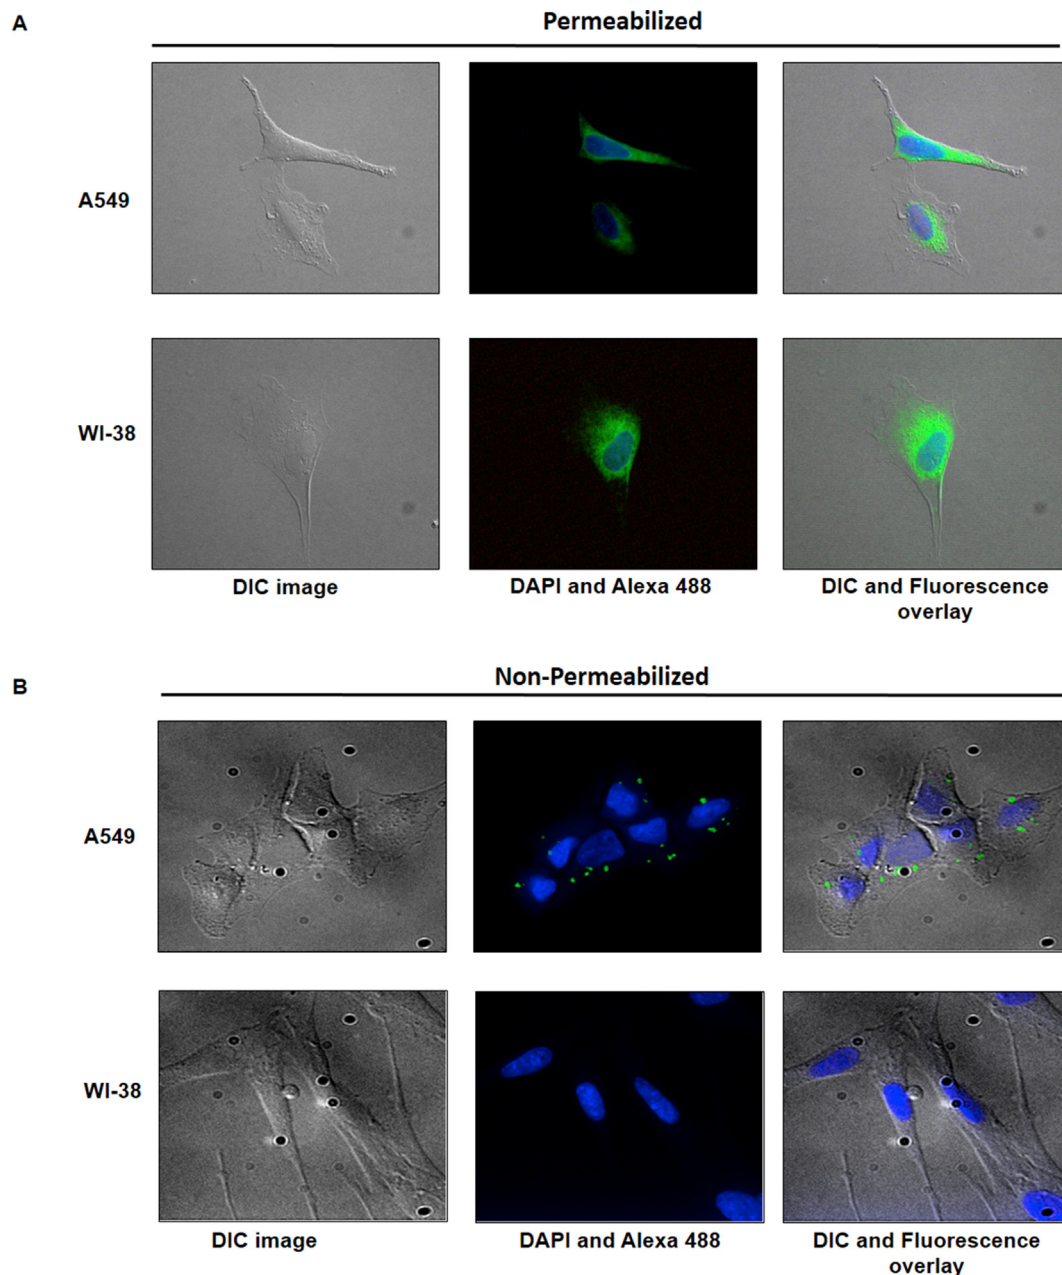 A
Permeabilized
A549
WI-38
DIC image
DAPI and Alexa 488
DIC and Fluorescence
overlay
B
Non-Permeabilized
A549
WI-38
DIC image
DAPI and Alexa 488
DIC and Fluorescence
overlay